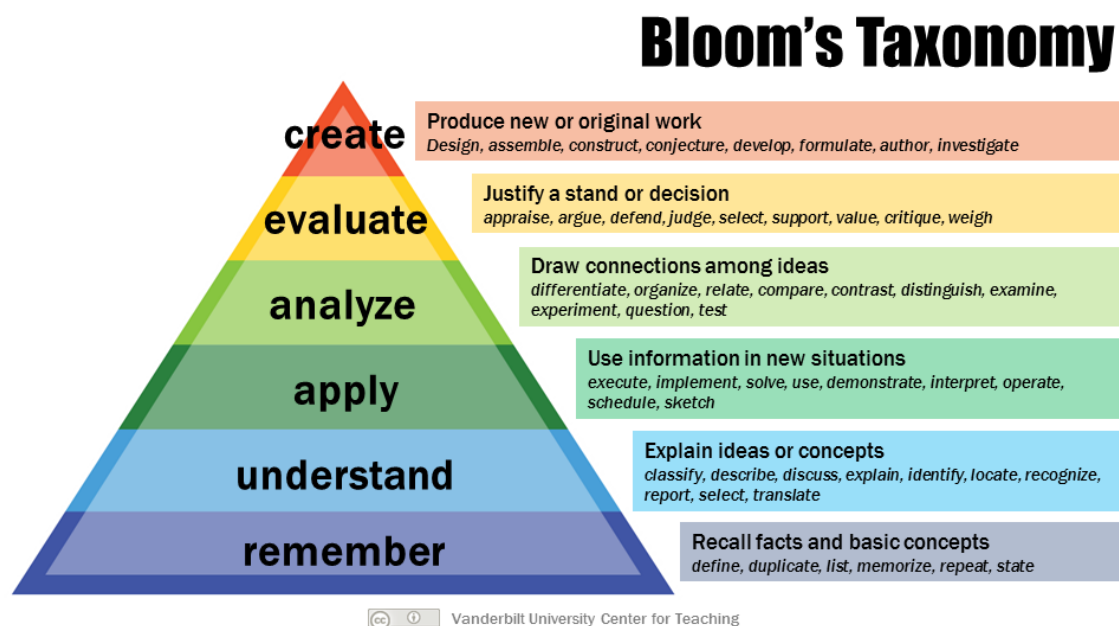 Bloom's Taxonomy
create
Produce new or original work
Design, assemble, construct, conjecture, develop, formulate, author, investigate
evaluate
Justify a stand or decision
appraise, argue, defend, judge, select, support, value, critique, weigh
analyze
Draw connections among ideas
differentiate, organize, relate, compare, contrast, distinguish, examine,
experiment, question, test
apply
Use information in new situations
execute, implement, solve, use, demonstrate, interpret, operate,
schedule, sketch
understand
Explain ideas or concepts
classify, describe, discuss, explain, identify, locate, recognize,
report, select, translate
remember
Recall facts and basic concepts
define, duplicate, list, memorize, repeat, state
cc
Vanderbilt University Center for Teaching